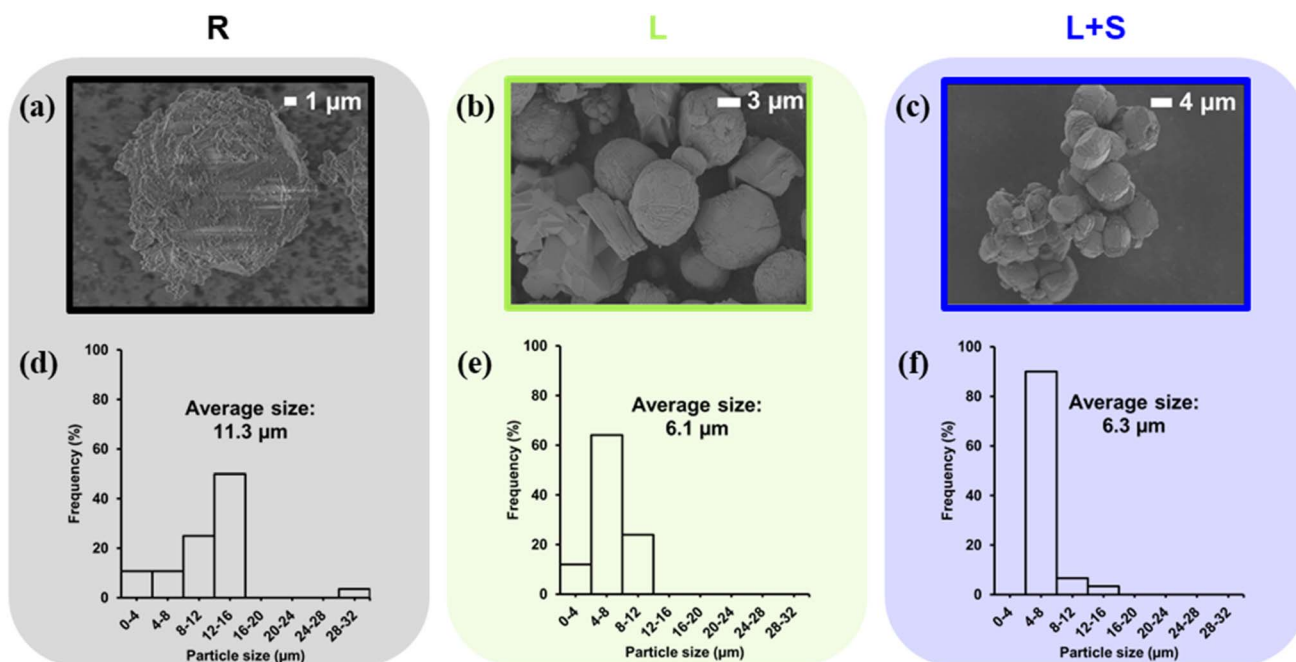 R
L
L+S
(a)
1 µm
(b)
3 µm
(c)
4 µm
(d)
100
80
60
40
20
0
Frequency (%)
Average size:
11.3 µm
0-4
4-8
8-12
12-16
16-20
20-24
24-28
28-32
Particle size (µm)
(e)
100
80
60
40
20
0
Frequency (%)
Average size:
6.1 µm
0-4
4-8
8-12
12-16
16-20
20-24
24-28
28-32
Particle size (µm)
(f)
100
80
60
40
20
0
Frequency (%)
Average size:
6.3 µm
0-4
4-8
8-12
12-16
16-20
20-24
24-28
28-32
Particle size (µm)